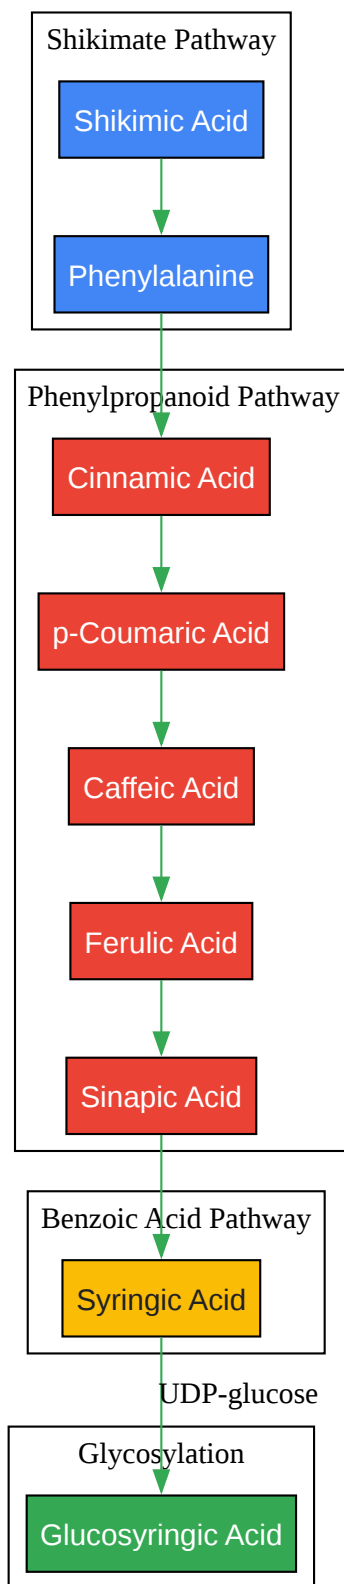 Shikimate Pathway
Shikimic Acid
Phenylalanine
Phenylpropanoid Pathway
Cinnamic Acid
p-Coumaric Acid
Caffeic Acid
Ferulic Acid
Sinapic Acid
Benzoic Acid Pathway
Syringic Acid
UDP-glucose
Glycosylation
Glucosyringic Acid